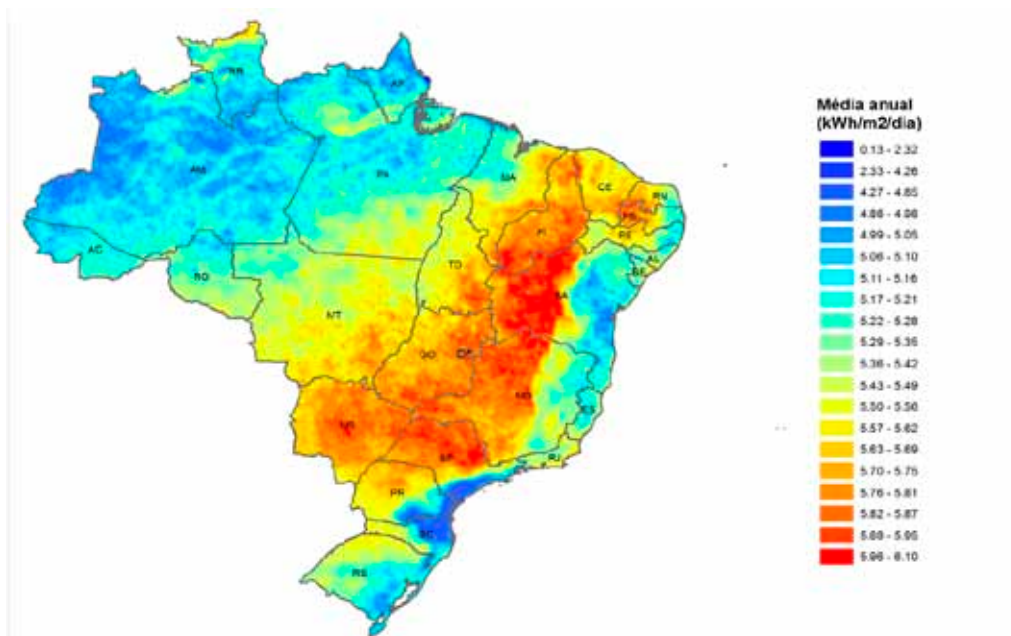 RR
AP
AM
PA
MA
CE
RN
PB
PE
PI
AL
SE
AC
RO
TO
BA
MT
GO
DF
MG
ES
MS
SP
RJ
PR
SC
RS
Média anual
(kWh/m2/dia)
0.13 - 2.32
2.33 - 4.26
4.27 - 4.85
4.86 - 4.98
4.99 - 5.05
5.06 - 5.10
5.11 - 5.16
5.17 - 5.21
5.22 - 5.28
5.29 - 5.35
5.36 - 5.42
5.43 - 5.49
5.50 - 5.56
5.57 - 5.62
5.63 - 5.69
5.70 - 5.75
5.76 - 5.81
5.82 - 5.87
5.88 - 5.95
5.96 - 6.10